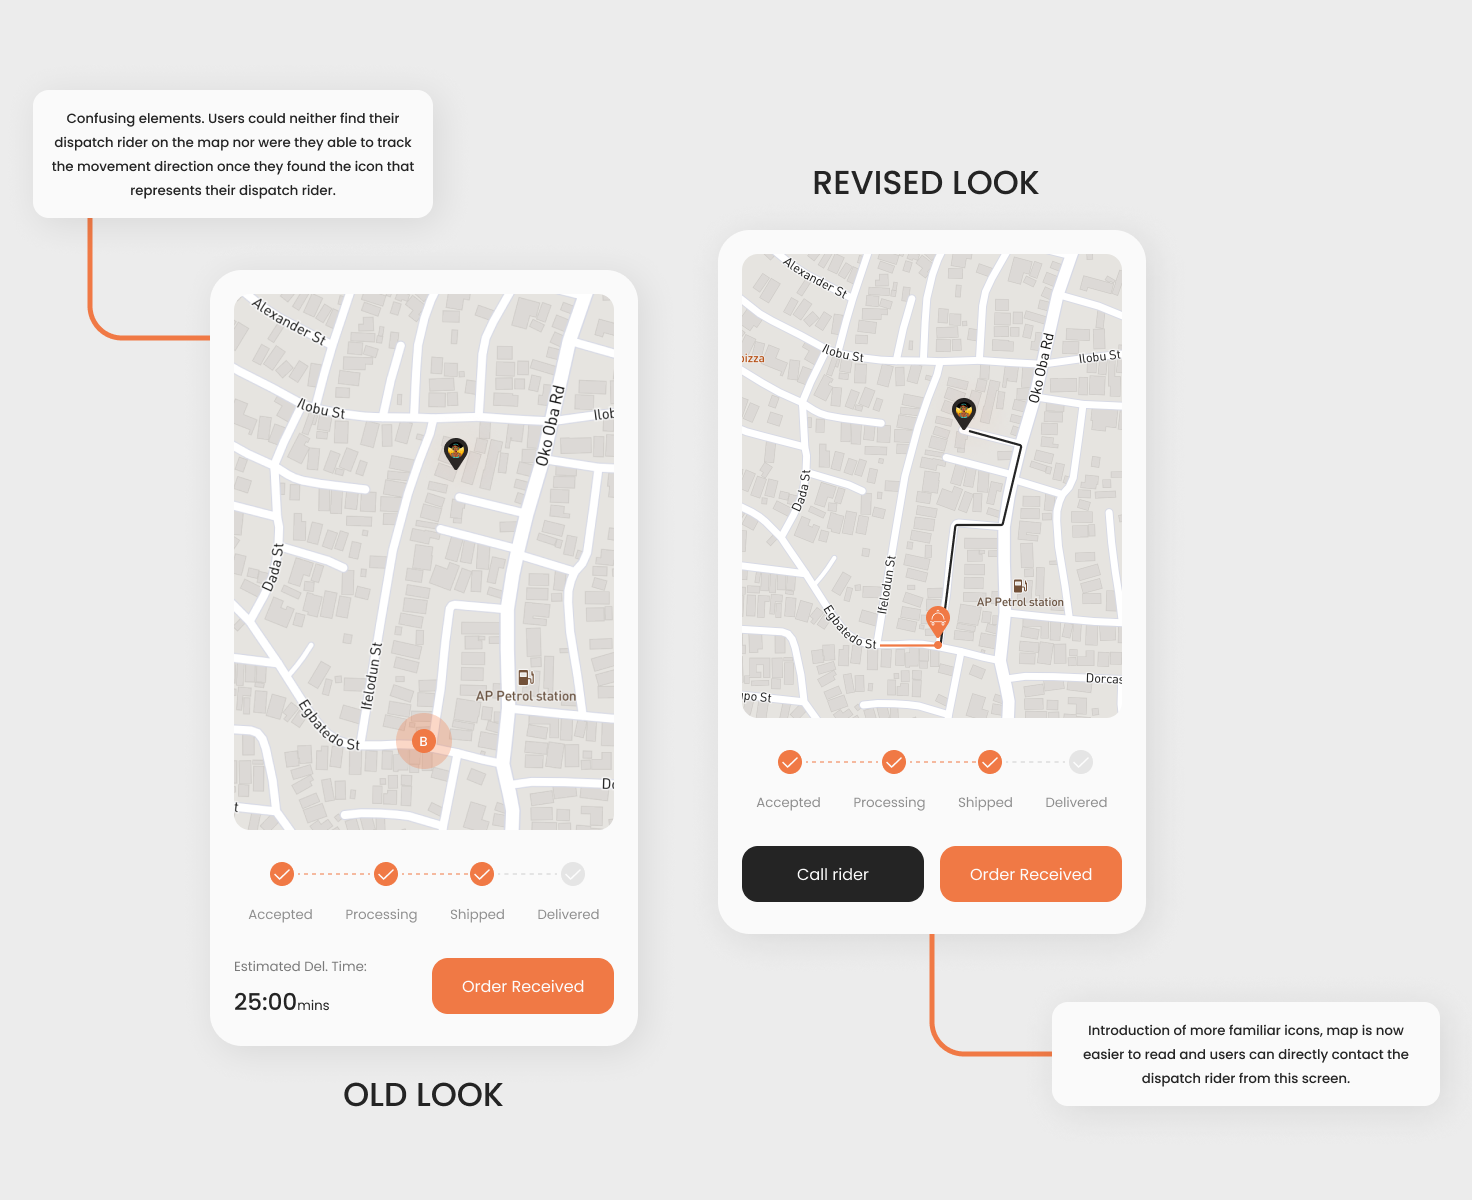 Confusing elements. Users could neither find their
dispatch rider on the map nor were they able to track
the movement direction once they found the icon that
represents their dispatch rider.
Alexander St
Ilobu St
Oko Oba Rd
Ilob
Dada St
Ifelodun St
AP Petrol station
Egbatedo St
B
Do
t
Accepted
Processing
Shipped
Delivered
Estimated Del. Time:
25:00mins
Order Received
OLD LOOK
REVISED LOOK
Alexander St
Ilobu St
Oko Oba Rd
Ilobu St
pizza
Dada St
Ifelodun St
AP Petrol station
Egbatedo St
Dorcas
apo St
Accepted
Processing
Shipped
Delivered
Call rider
Order Received
Introduction of more familiar icons, map is now
easier to read and users can directly contact the
dispatch rider from this screen.